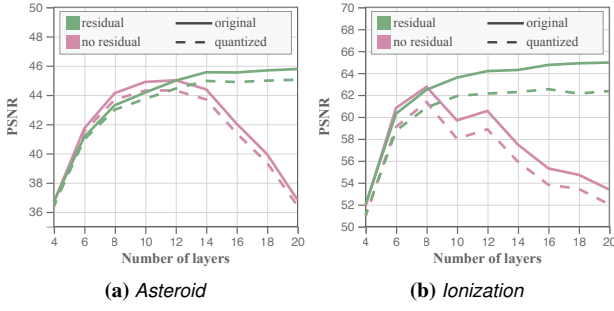 residual
original
no residual
quantized
PSNR
50
48
46
44
42
40
38
36
4
6
8
10
12
14
16
18
20
Number of layers
(a) Asteroid
residual
original
no residual
quantized
PSNR
70
68
66
64
62
60
58
56
54
52
50
4
6
8
10
12
14
16
18
20
Number of layers
(b) Ionization